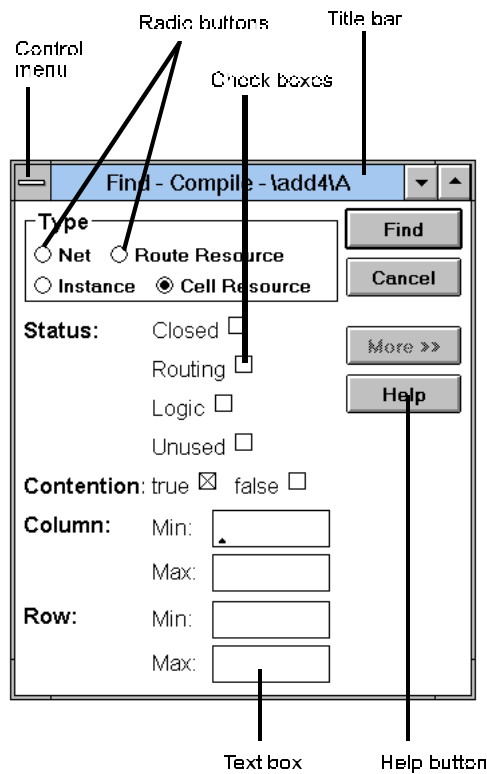 Radio buttons
Title bar
Control
menu
Check boxes
Find - Compile - \add4\A
Type
Net Route Resource
Instance Cell Resource
Find
Cancel
Status: Closed
Routing
More >>
Logic
Help
Unused
Contention: true false
Column: Min:
Max:
Row: Min:
Max:
Text box
Help button